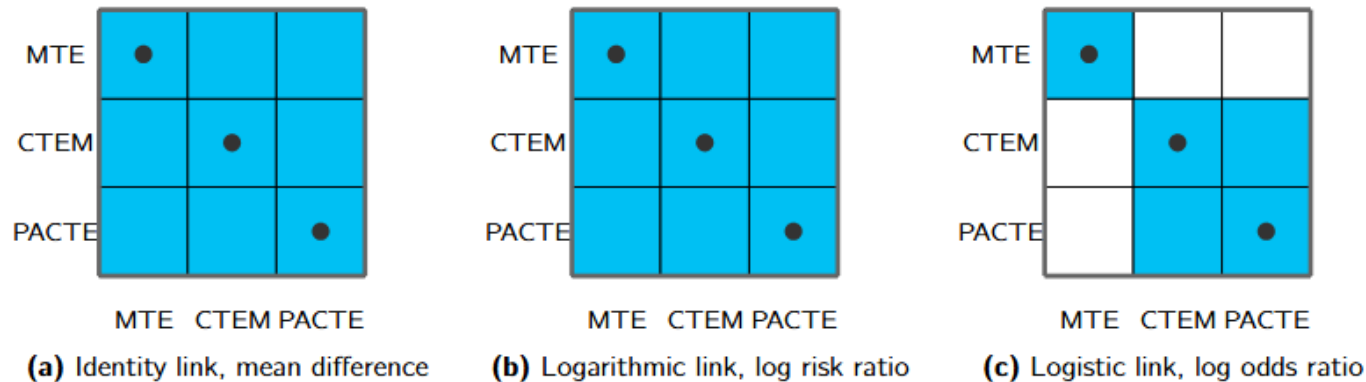 MTE
CTEM
PACTE
MTE CTEM PACTE
(a) Identity link, mean difference
MTE
CTEM
PACTE
MTE CTEM PACTE
(b) Logarithmic link, log risk ratio
MTE
CTEM
PACTE
MTE CTEM PACTE
(c) Logistic link, log odds ratio